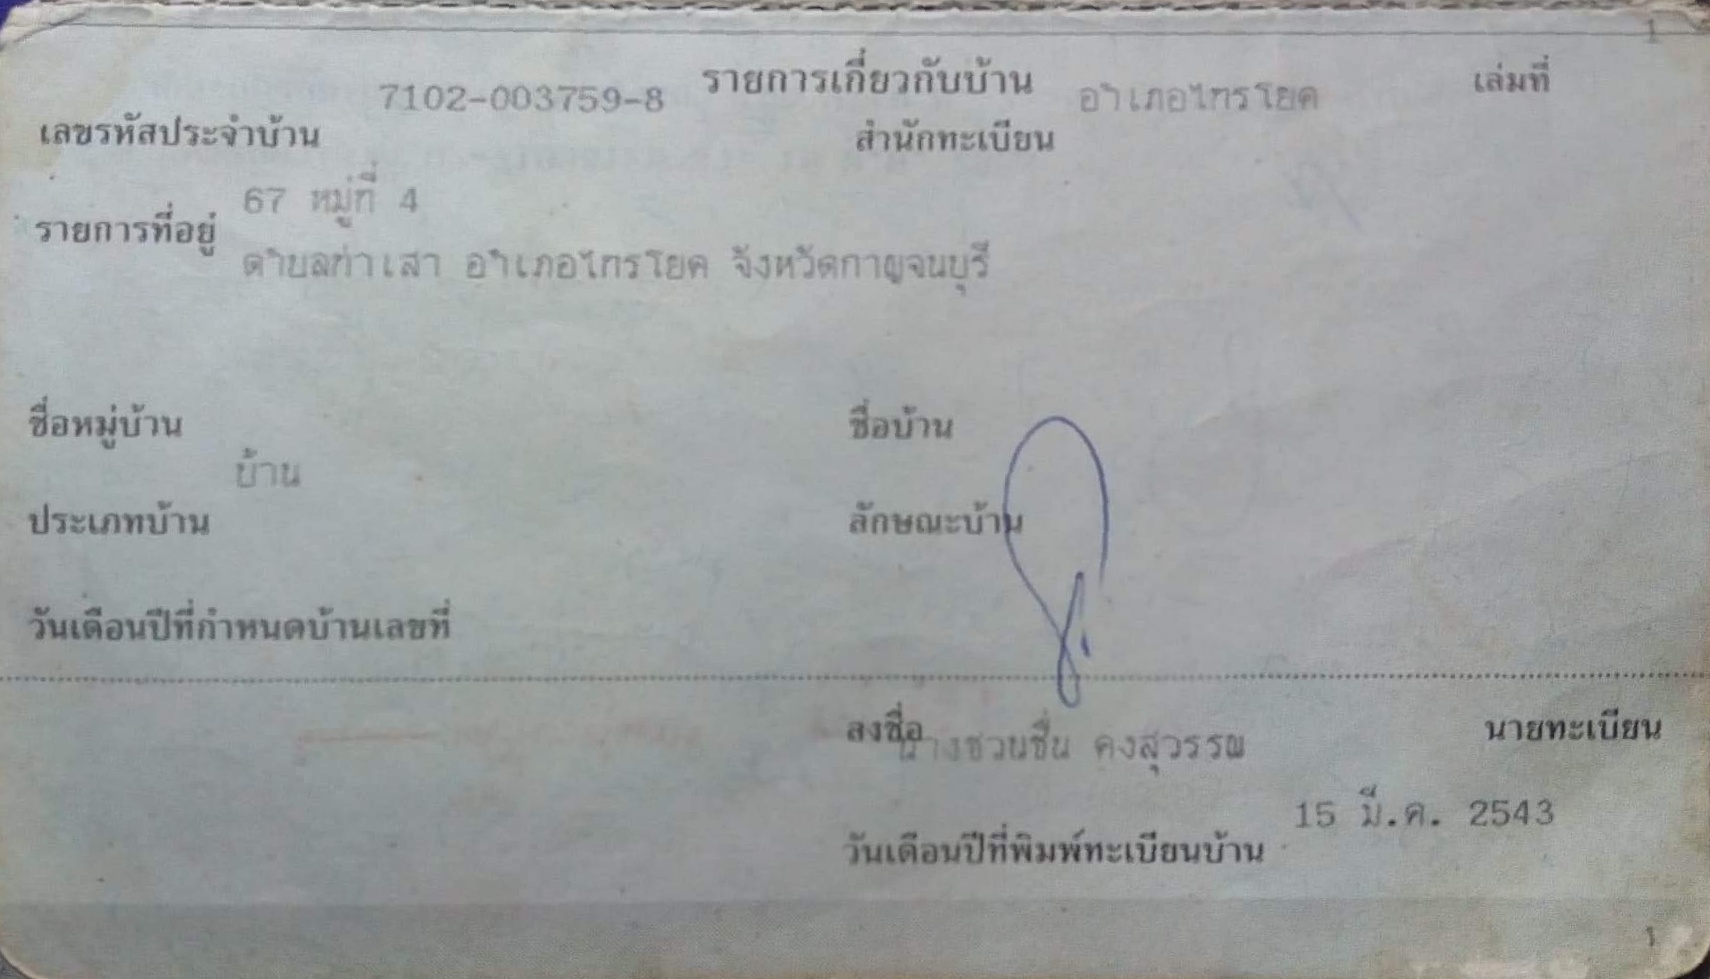 1
รายการเกี่ยวกับบ้าน เล่มที่
เลขรหัสประจำบ้าน 7102-003759-8 สำนักทะเบียน อำเภอไทรโยค
รายการที่อยู่ 67 หมู่ที่ 4
ตำบลท่าเสา อำเภอไทรโยค จังหวัดกาญจนบุรี
ชื่อหมู่บ้าน ชื่อบ้าน
ประเภทบ้าน บ้าน ลักษณะบ้าน
วันเดือนปีที่กำหนดบ้านเลขที่
ลงชื่อ นางชวนชื่น คงสุวรรณ นายทะเบียน
วันเดือนปีที่พิมพ์ทะเบียนบ้าน 15 มี.ค. 2543
1